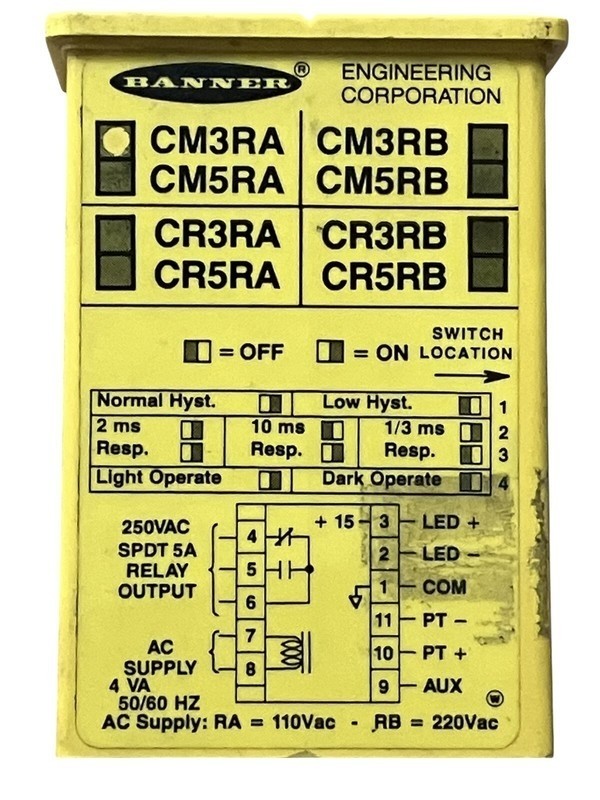 BANNER® ENGINEERING
CORPORATION
CM3RA CM3RB
CM5RA CM5RB
CR3RA CR3RB
CR5RA CR5RB
SWITCH
= OFF = ON LOCATION
Normal Hyst. Low Hyst. 1
2 ms 10 ms 1/3 ms 2
Resp. Resp. Resp. 3
Light Operate Dark Operate 4
250VAC
SPDT 5A
RELAY
OUTPUT
4
5
6
AC
SUPPLY
4 VA
50/60 HZ
7
8
+ 15 3 LED +
2 LED -
1 COM
11 PT -
10 PT +
9 AUX
W
AC Supply: RA = 110Vac - RB = 220Vac